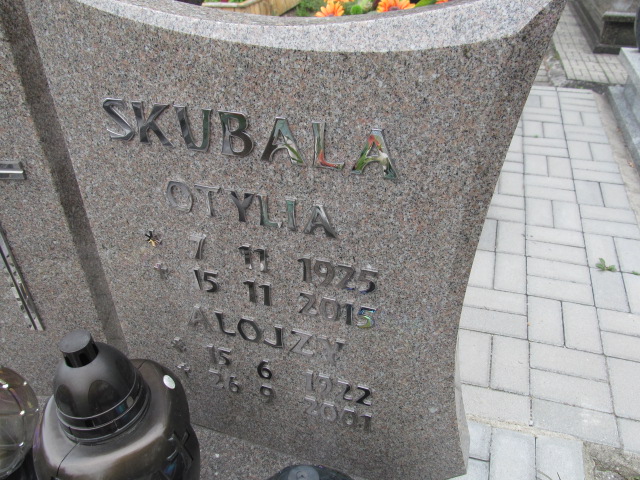 SKUBALA
OTYLIA
* 7 11 1925
* 15 11 2015
ALOJZY
* 15 6 1922
* 26 9 2001